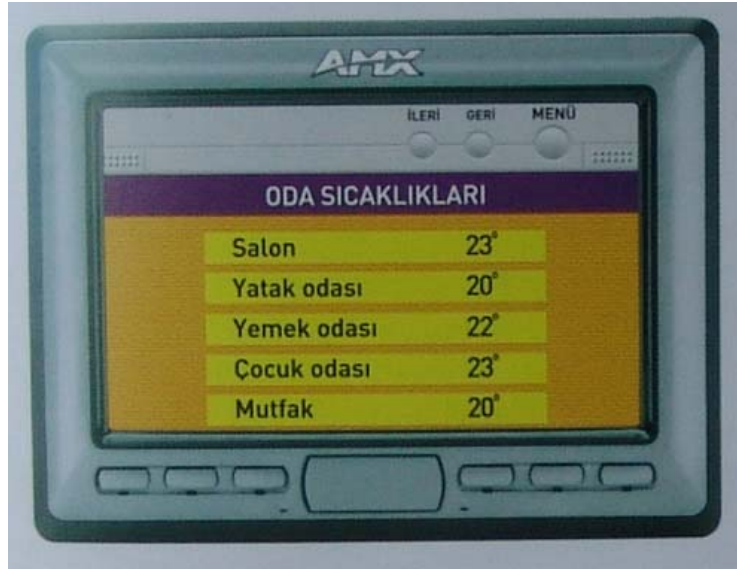 AMX
İLERİ GERİ MENÜ
ODA SICAKLIKLARI
Salon 23°
Yatak odası 20°
Yemek odası 22°
Çocuk odası 23°
Mutfak 20°